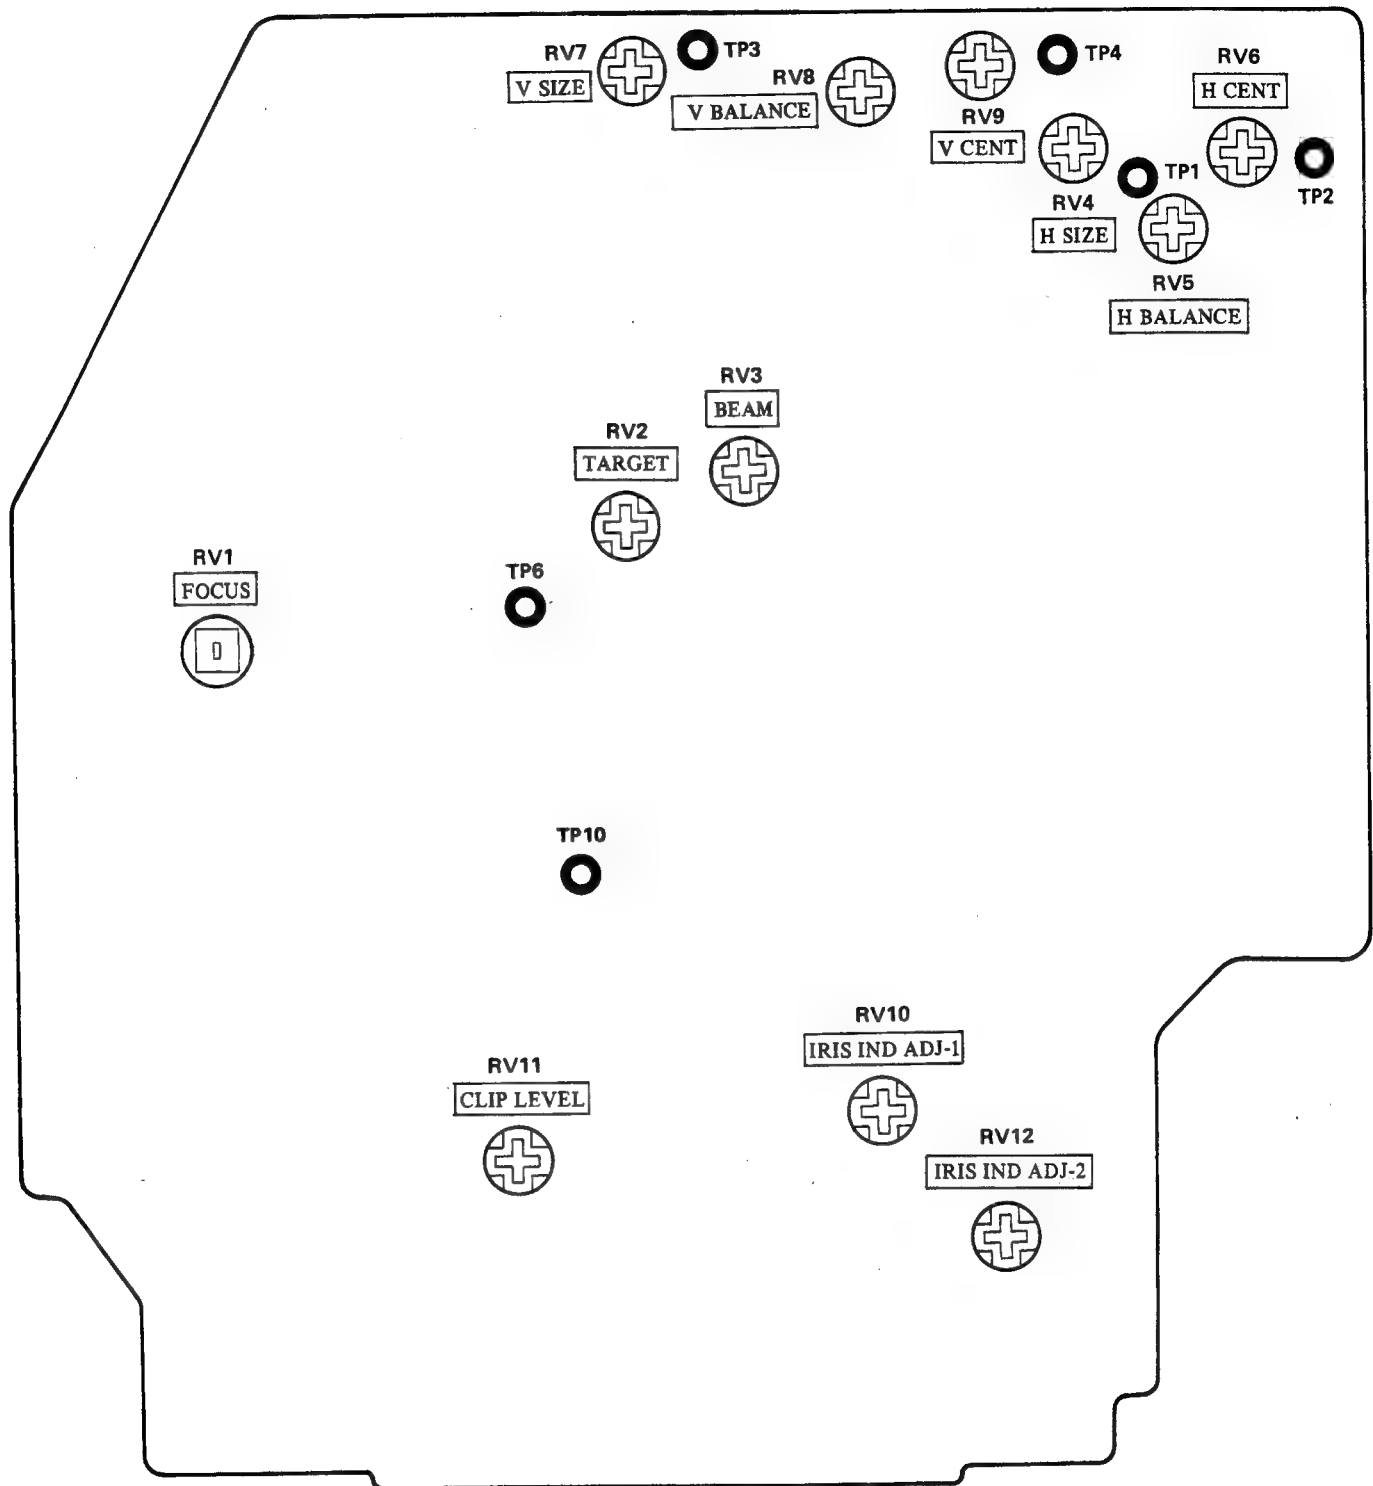 RV7
V SIZE
TP3
RV8
V BALANCE
RV9
V CENT
TP4
RV6
H CENT
TP1
TP2
RV4
H SIZE
RV5
H BALANCE
RV3
BEAM
RV2
TARGET
RV1
FOCUS
TP6
TP10
RV10
IRIS IND ADJ-1
RV11
CLIP LEVEL
RV12
IRIS IND ADJ-2